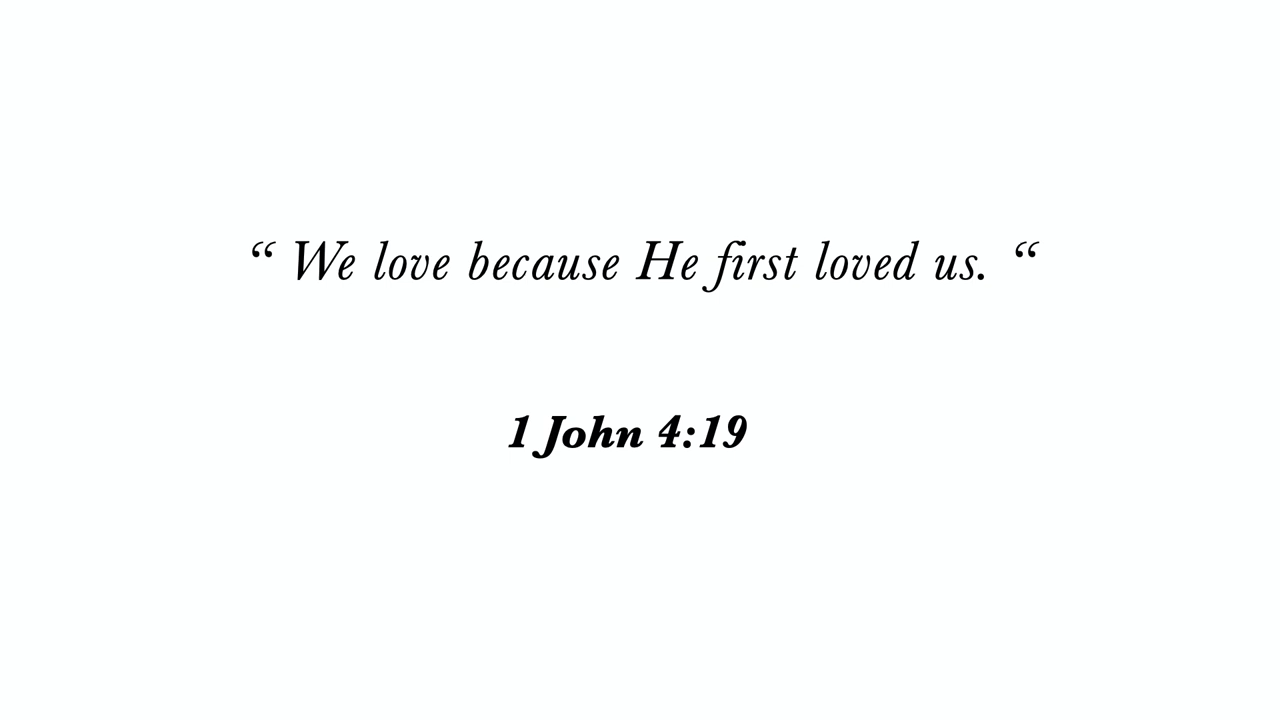 “ We love because He first loved us. “
1 John 4:19